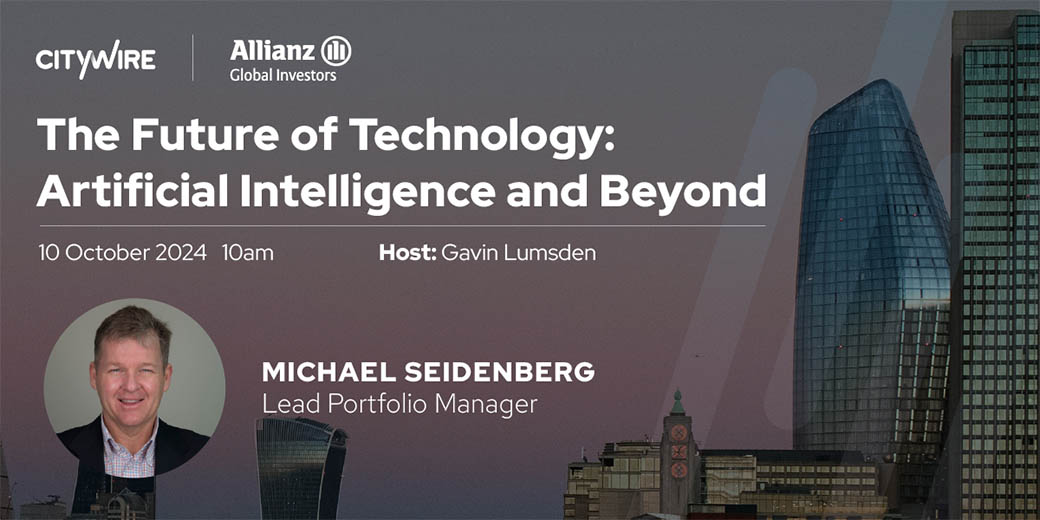 CITYWIRE
Allianz
Global Investors
The Future of Technology:
Artificial Intelligence and Beyond
10 October 2024 10am
Host: Gavin Lumsden
MICHAEL SEIDENBERG
Lead Portfolio Manager